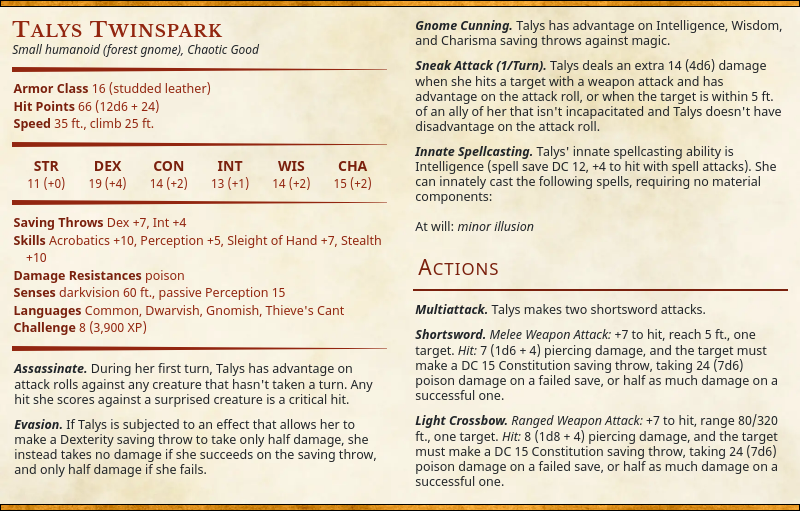 Talys Twinspark
Small humanoid (forest gnome), Chaotic Good
Armor Class 16 (studded leather)
Hit Points 66 (12d6 + 24)
Speed 35 ft., climb 25 ft.
STR DEX CON INT WIS CHA
11 (+0) 19 (+4) 14 (+2) 13 (+1) 14 (+2) 15 (+2)
Saving Throws Dex +7, Int +4
Skills Acrobatics +10, Perception +5, Sleight of Hand +7, Stealth
+10
Damage Resistances poison
Senses darkvision 60 ft., passive Perception 15
Languages Common, Dwarvish, Gnomish, Thieve's Cant
Challenge 8 (3,900 XP)
Assassinate. During her first turn, Talys has advantage on
attack rolls against any creature that hasn't taken a turn. Any
hit she scores against a surprised creature is a critical hit.
Evasion. If Talys is subjected to an effect that allows her to
make a Dexterity saving throw to take only half damage, she
instead takes no damage if she succeeds on the saving throw,
and only half damage if she fails.
Gnome Cunning. Talys has advantage on Intelligence, Wisdom,
and Charisma saving throws against magic.
Sneak Attack (1/Turn). Talys deals an extra 14 (4d6) damage
when she hits a target with a weapon attack and has
advantage on the attack roll, or when the target is within 5 ft.
of an ally of her that isn't incapacitated and Talys doesn't have
disadvantage on the attack roll.
Innate Spellcasting. Talys' innate spellcasting ability is
Intelligence (spell save DC 12, +4 to hit with spell attacks). She
can innately cast the following spells, requiring no material
components:
At will: minor illusion
Actions
Multiattack. Talys makes two shortsword attacks.
Shortsword. Melee Weapon Attack: +7 to hit, reach 5 ft., one
target. Hit: 7 (1d6 + 4) piercing damage, and the target must
make a DC 15 Constitution saving throw, taking 24 (7d6)
poison damage on a failed save, or half as much damage on a
successful one.
Light Crossbow. Ranged Weapon Attack: +7 to hit, range 80/320
ft., one target. Hit: 8 (1d8 + 4) piercing damage, and the target
must make a DC 15 Constitution saving throw, taking 24 (7d6)
poison damage on a failed save, or half as much damage on a
successful one.